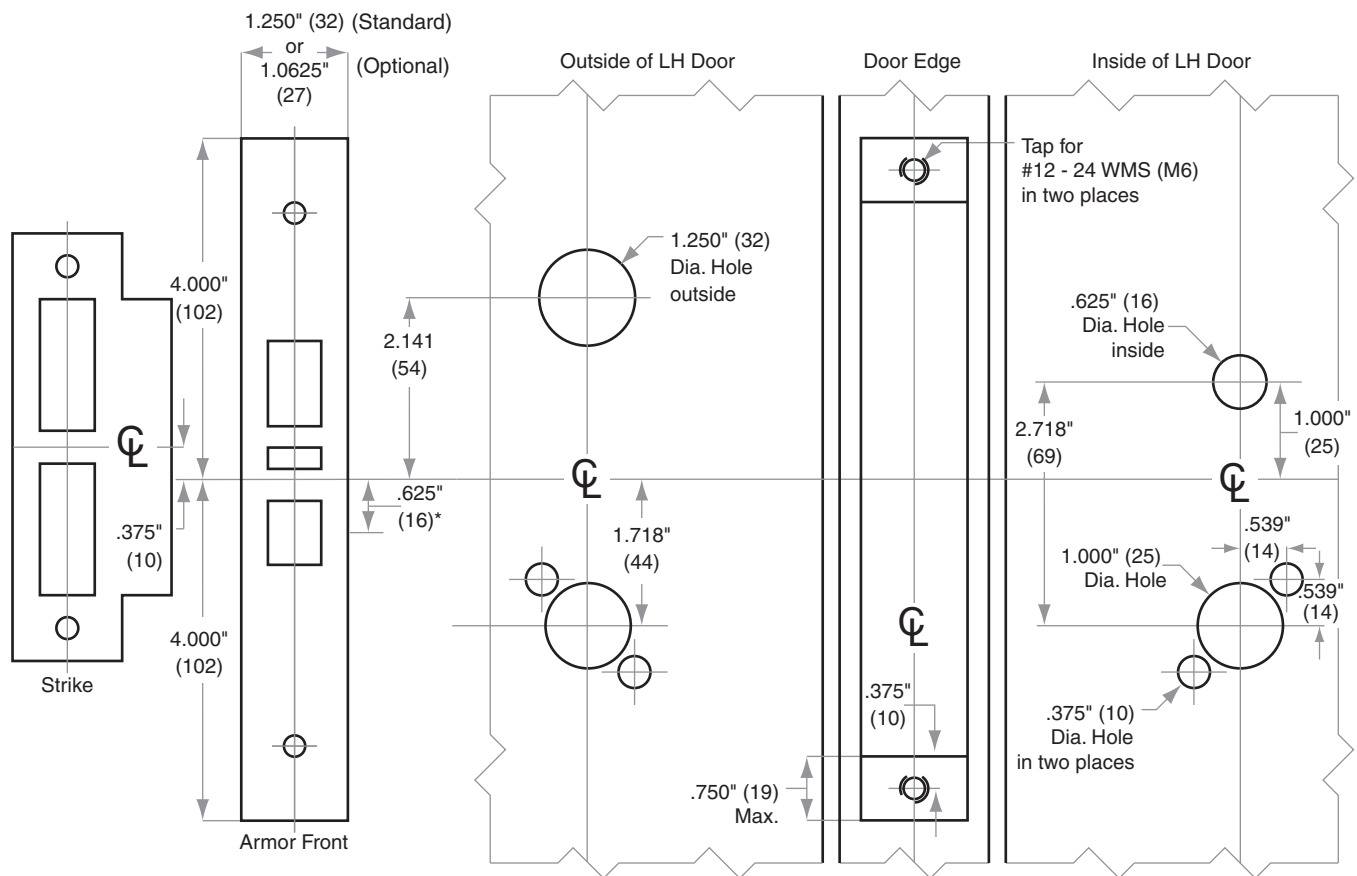 1.250" (32) (Standard)
or
1.0625" (Optional)
(27)
Outside of LH Door
Door Edge
Inside of LH Door
Tap for
#12 - 24 WMS (M6)
in two places
1.250" (32)
Dia. Hole
outside
4.000"
(102)
2.141
(54)
.625" (16)
Dia. Hole
inside
2.718"
(69)
1.000"
(25)
CL
CL
CL
.375"
(10)
.625"
(16)*
1.718"
(44)
.539"
(14)
1.000" (25)
Dia. Hole
.539"
(14)
CL
4.000"
(102)
Strike
.375"
(10)
.375" (10)
Dia. Hole
in two places
.750" (19)
Max.
Armor Front